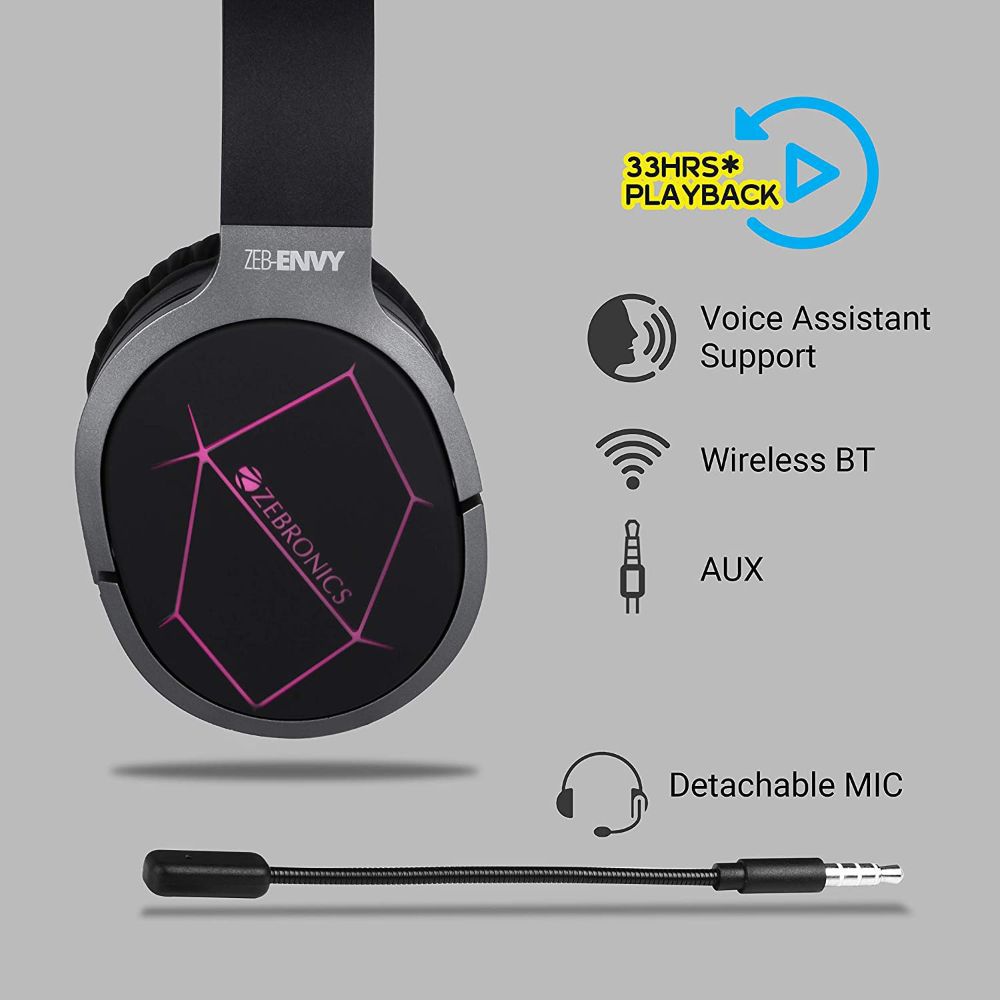 33HRS*
PLAYBACK
ZEB-ENVY
Voice Assistant
Support
Wireless BT
ZEBRONICS
AUX
Detachable MIC